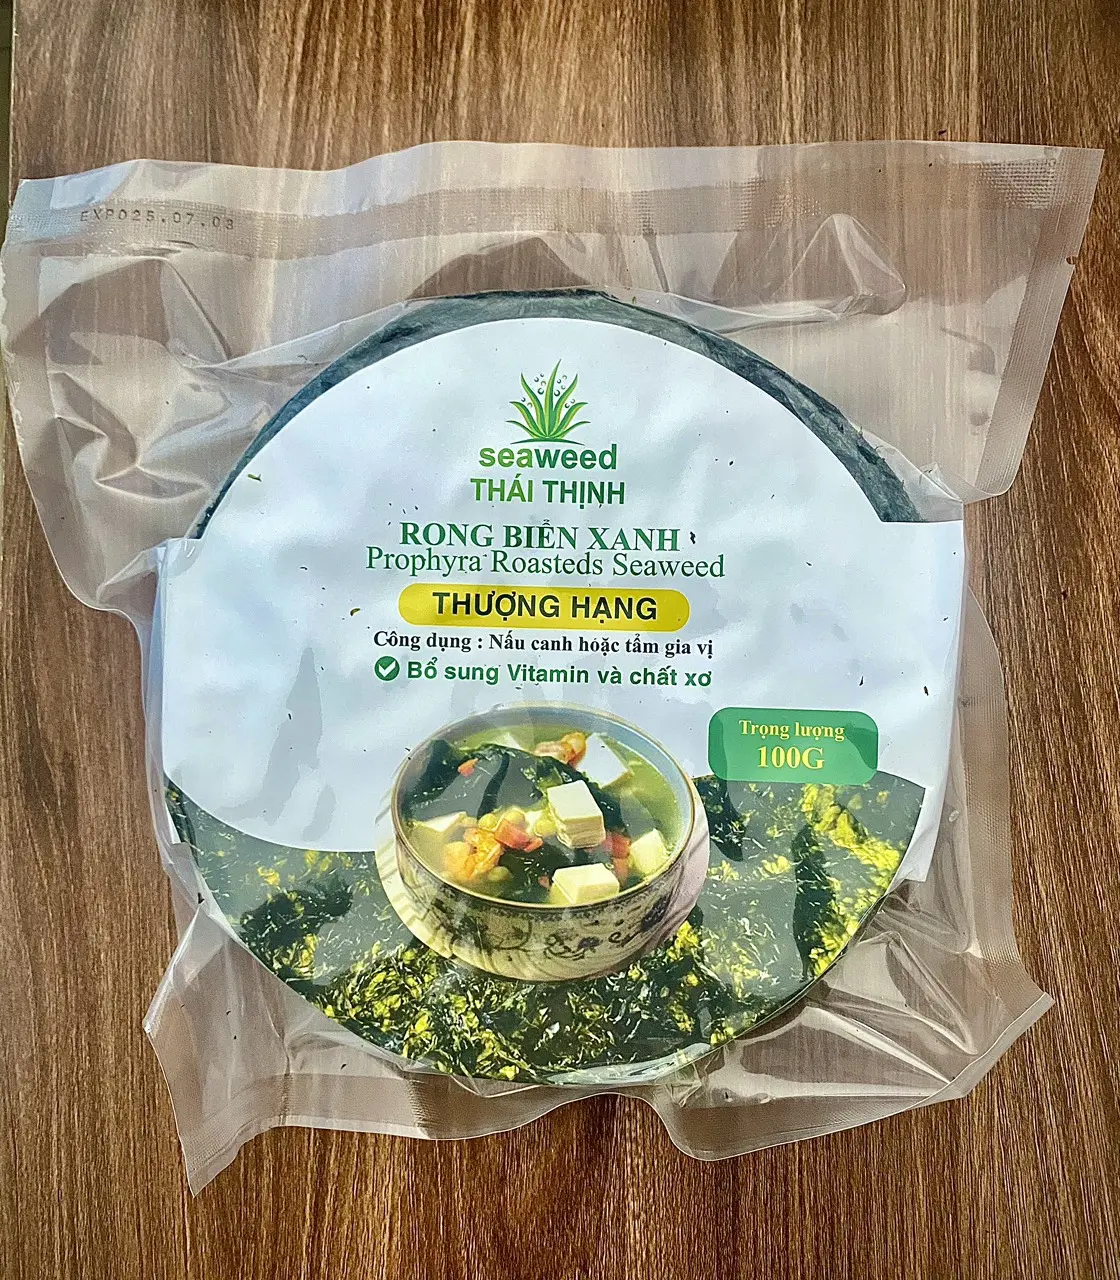 EXP025.07.03
seaweed
THÁI THỊNH
RONG BIỂN XANH
Prophyra Roasteds Seaweed
THƯỢNG HẠNG
Công dụng : Nấu canh hoặc tẩm gia vị
Bổ sung Vitamin và chất xơ
Trọng lượng
100G